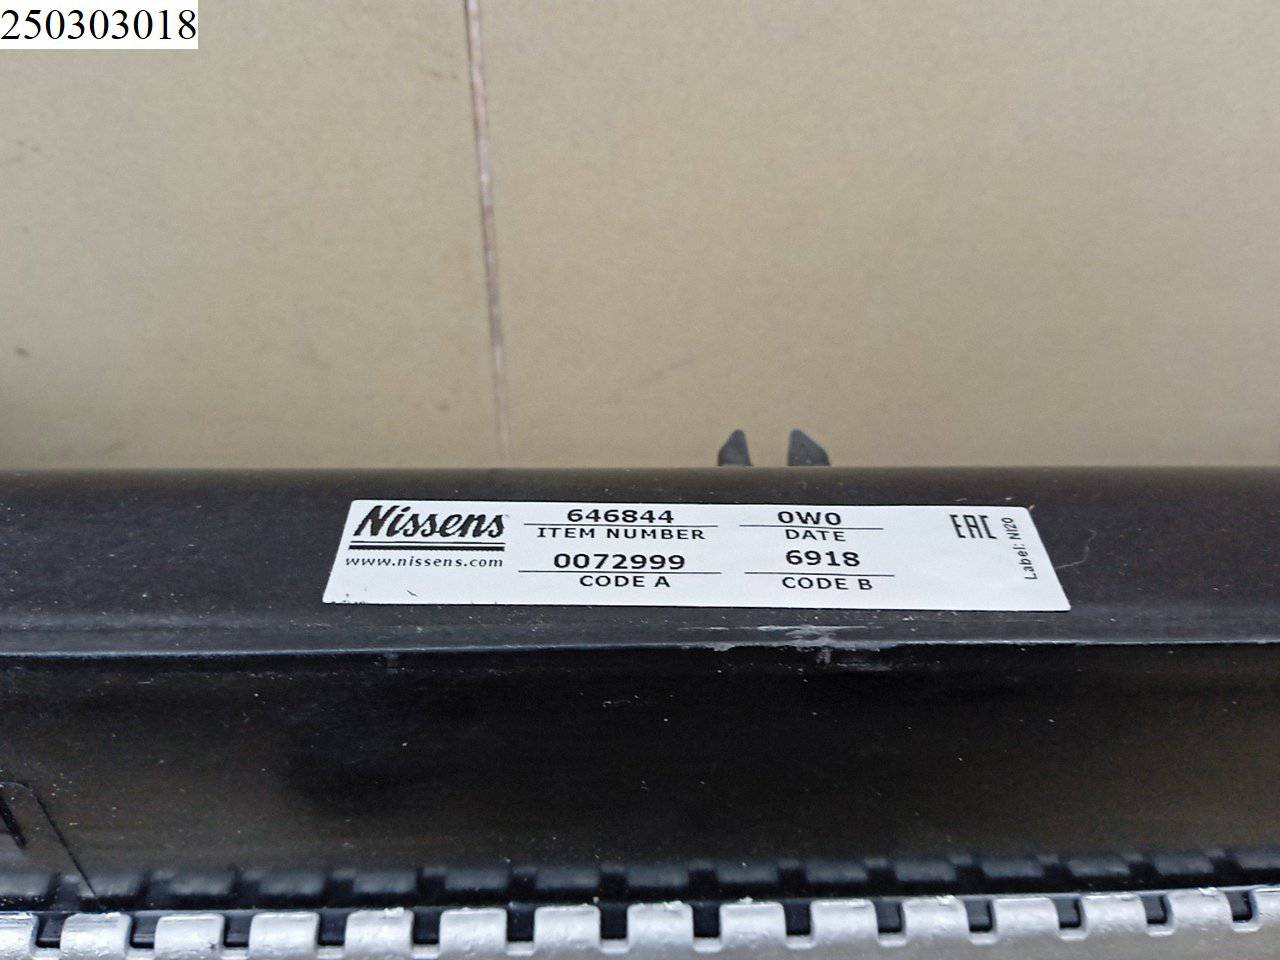 250303018
Nissens
www.nissens.com
646844
ITEM NUMBER
0072999
CODE A
0W0
DATE
6918
CODE B
EAC
Label: NI20